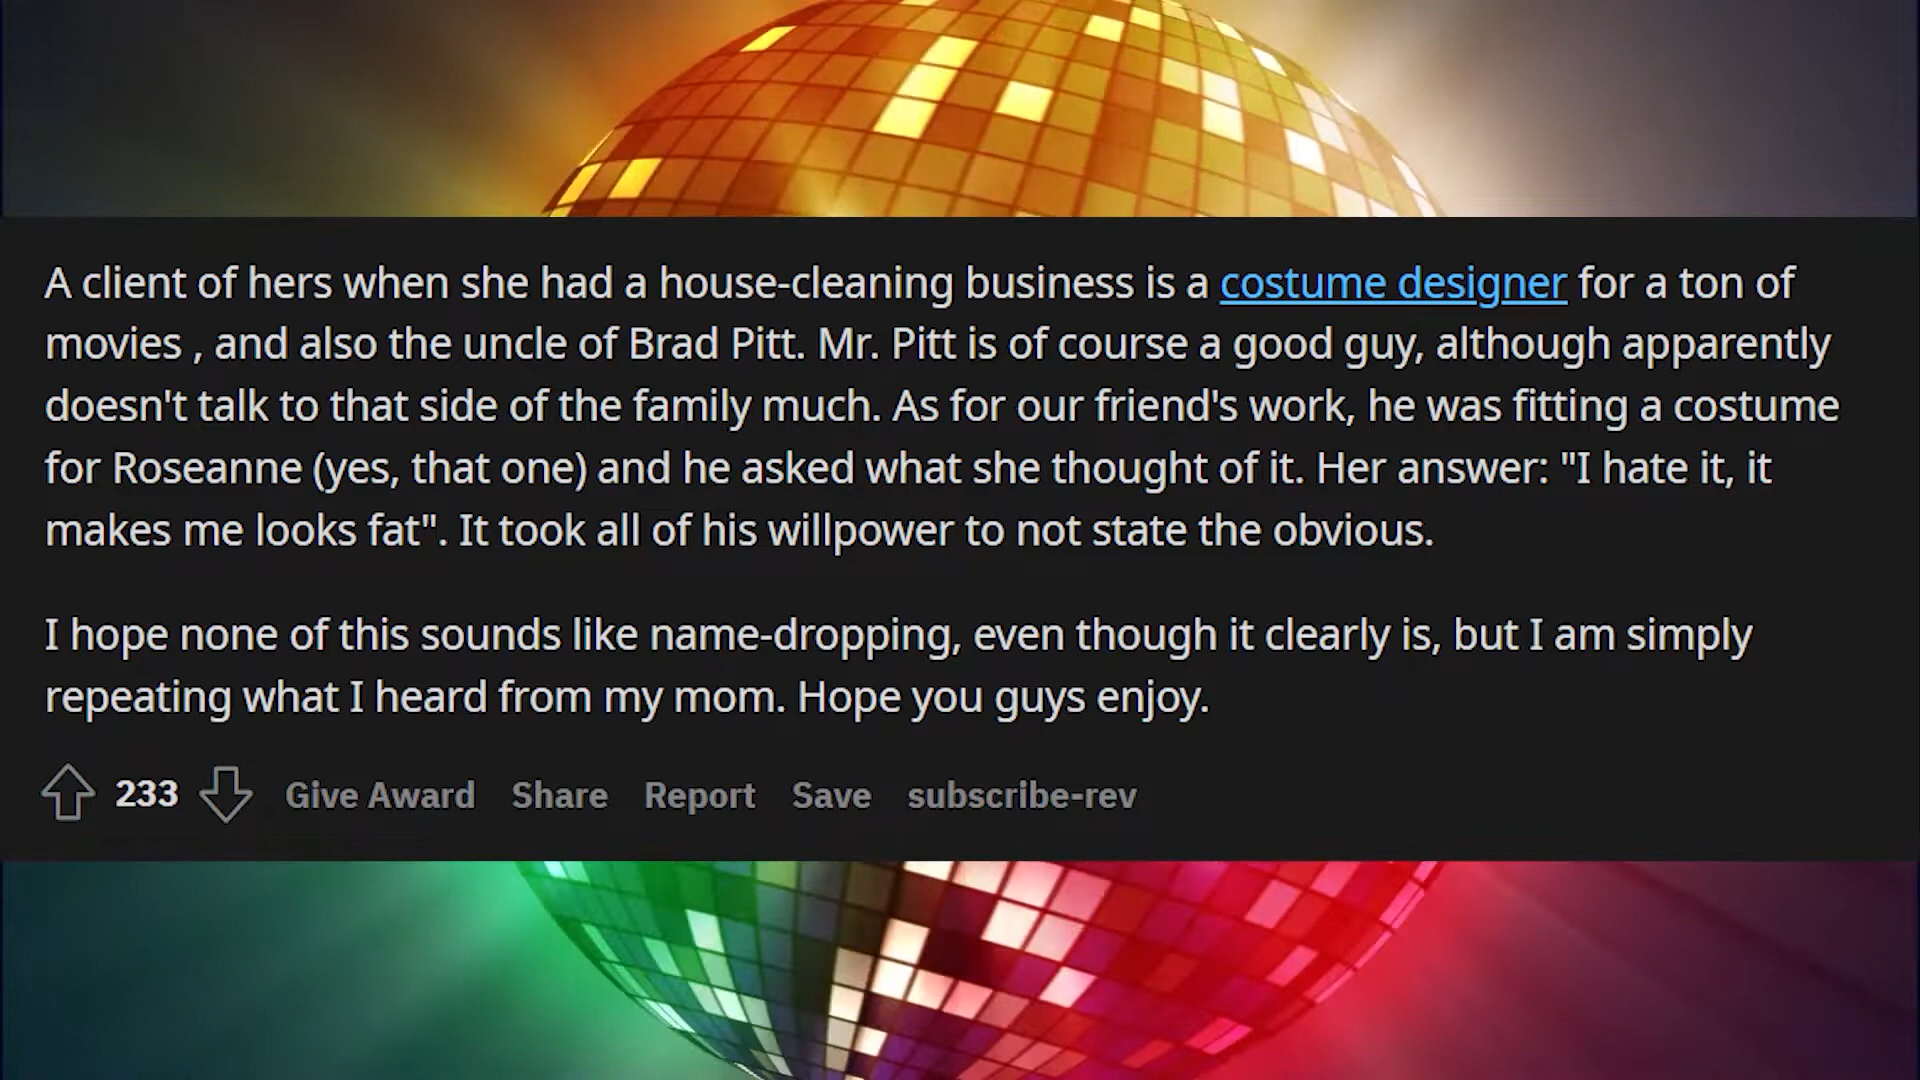 A client of hers when she had a house-cleaning business is a costume designer for a ton of
movies , and also the uncle of Brad Pitt. Mr. Pitt is of course a good guy, although apparently
doesn't talk to that side of the family much. As for our friend's work, he was fitting a costume
for Roseanne (yes, that one) and he asked what she thought of it. Her answer: "I hate it, it
makes me looks fat". It took all of his willpower to not state the obvious.
I hope none of this sounds like name-dropping, even though it clearly is, but I am simply
repeating what I heard from my mom. Hope you guys enjoy.
233 Give Award Share Report Save subscribe-rev